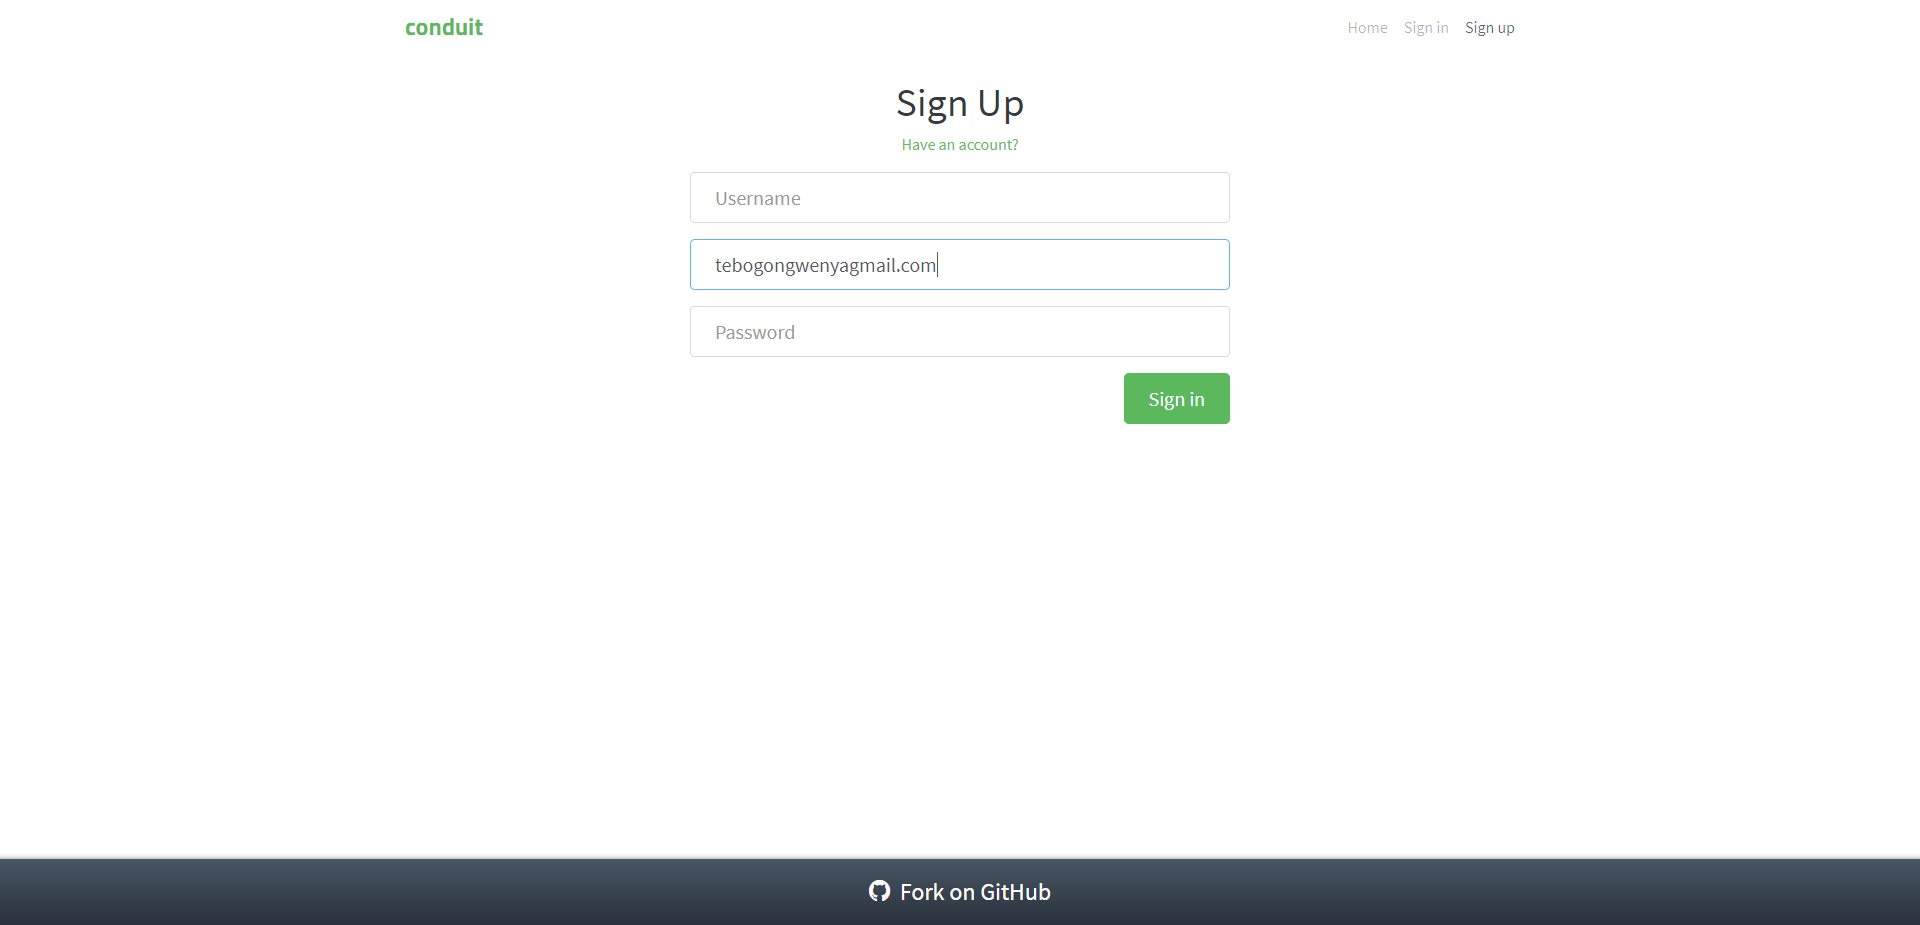 conduit
Home Sign in Sign up
Sign Up
Have an account?
Username
tebogongwenyagmail.com
Password
Sign in
Fork on GitHub